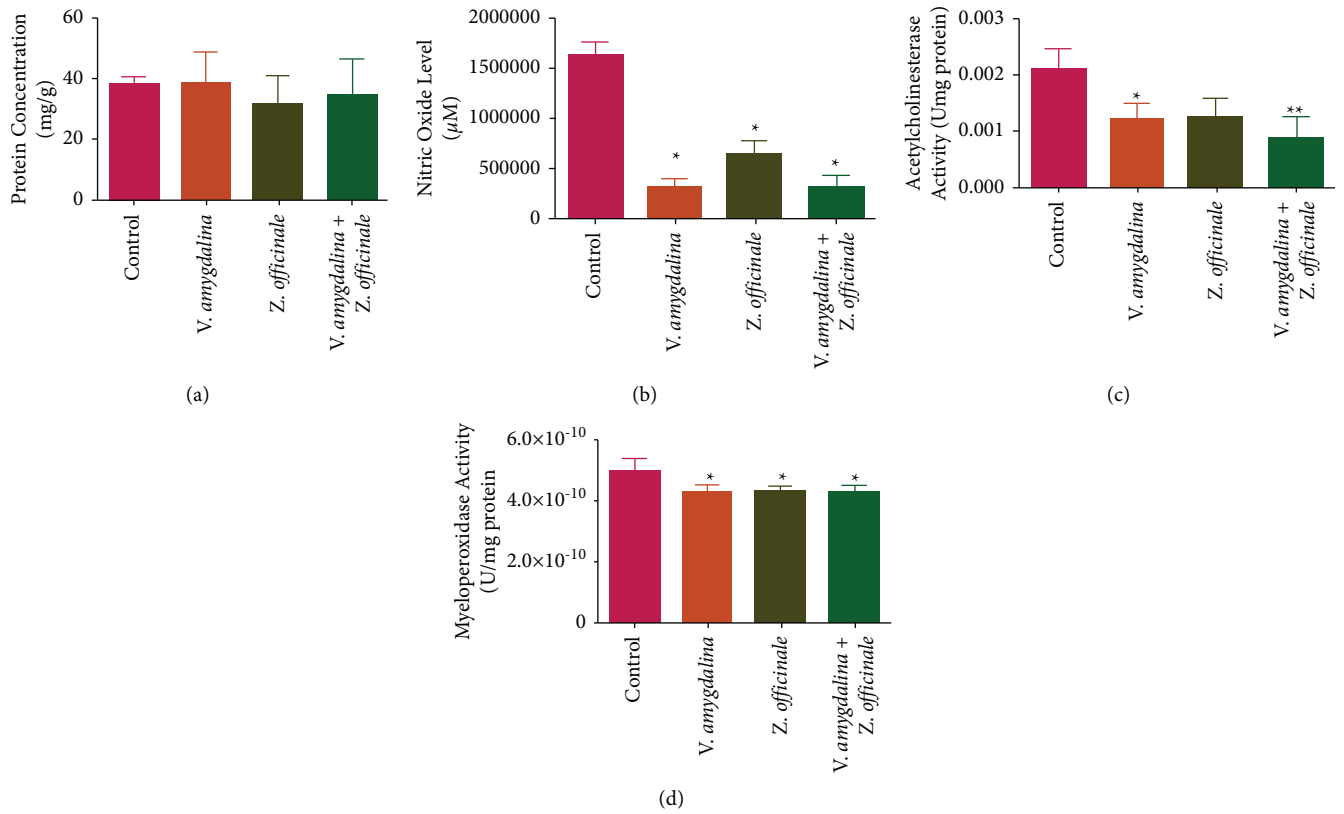 Protein Concentration
(mg/g)
60
40
20
0
Control
V. amygdalina
Z. officinale
V. amygdalina +
Z. officinale
(a)
Nitric Oxide Level
(µM)
2000000
1500000
1000000
500000
0
*
*
*
Control
V. amygdalina
Z. officinale
V. amygdalina +
Z. officinale
(b)
Acetylcholinesterase
Activity (Umg protein)
0.003
0.002
0.001
0.000
*
**
Control
V. amygdalina
Z. officinale
V. amygdalina +
Z. officinale
(c)
Myeloperoxidase Activity
(U/mg protein
6.0×10⁻¹⁰
4.0×10⁻¹⁰
2.0×10⁻¹⁰
0
*
*
*
Control
V. amygdalina
Z. officinale
V. amygdalina +
Z. officinale
(d)